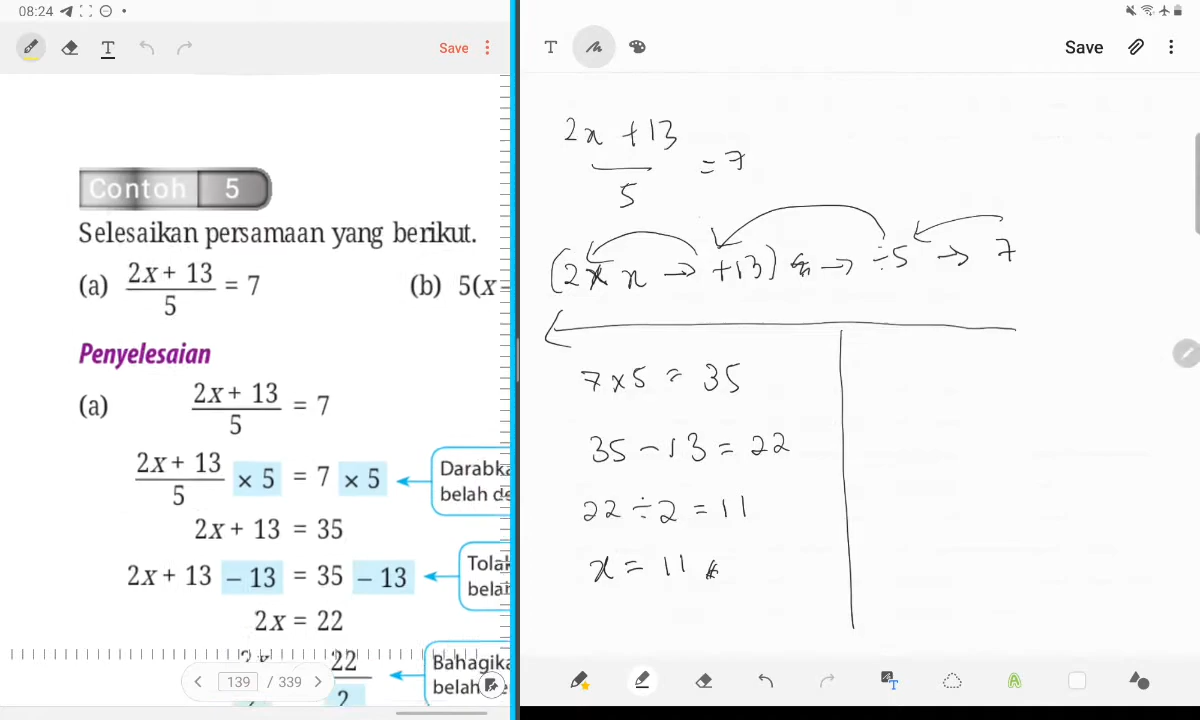 08:24
Save
Contoh 5
Selesaikan persamaan yang berikut.
(a) 2x + 13 / 5 = 7
(b) 5(x =
Penyelesaian
(a) 2x + 13 / 5 = 7
2x + 13 / 5 × 5 = 7 × 5
Darabka
belah de
2x + 13 = 35
2x + 13 – 13 = 35 – 13
Tolak
belah
2x = 22
22
2
Bahagika
belah
139 / 339
T
Save
2x + 13 / 5 = 7
(2 × x → +13) → ÷5 → 7
7 × 5 = 35
35 – 13 = 22
22 ÷ 2 = 11
x = 11